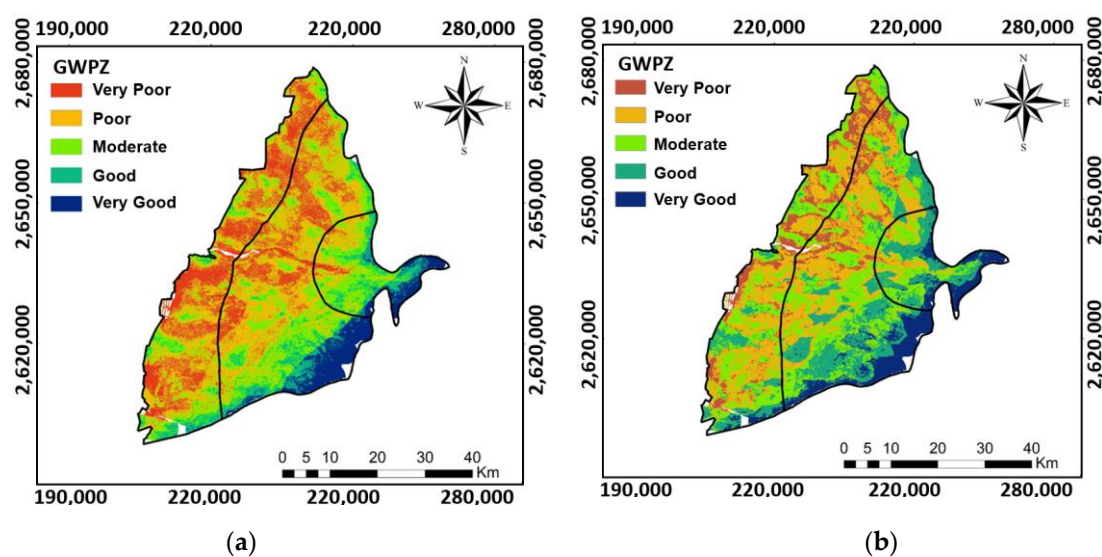 190,000 220,000 220,000 280,000
2,680,000
2,650,000
2,620,000
GWPZ
Very Poor
Poor
Moderate
Good
Very Good
N
W E
S
2,680,000
2,650,000
2,620,000
0 5 10 20 30 40
Km
190,000 220,000 220,000 280,000
(a)
190,000 220,000 220,000 280,000
2,680,000
2,650,000
2,620,000
GWPZ
Very Poor
Poor
Moderate
Good
Very Good
N
W E
S
2,680,000
2,650,000
2,620,000
0 5 10 20 30 40
Km
190,000 220,000 220,000 280,000
(b)